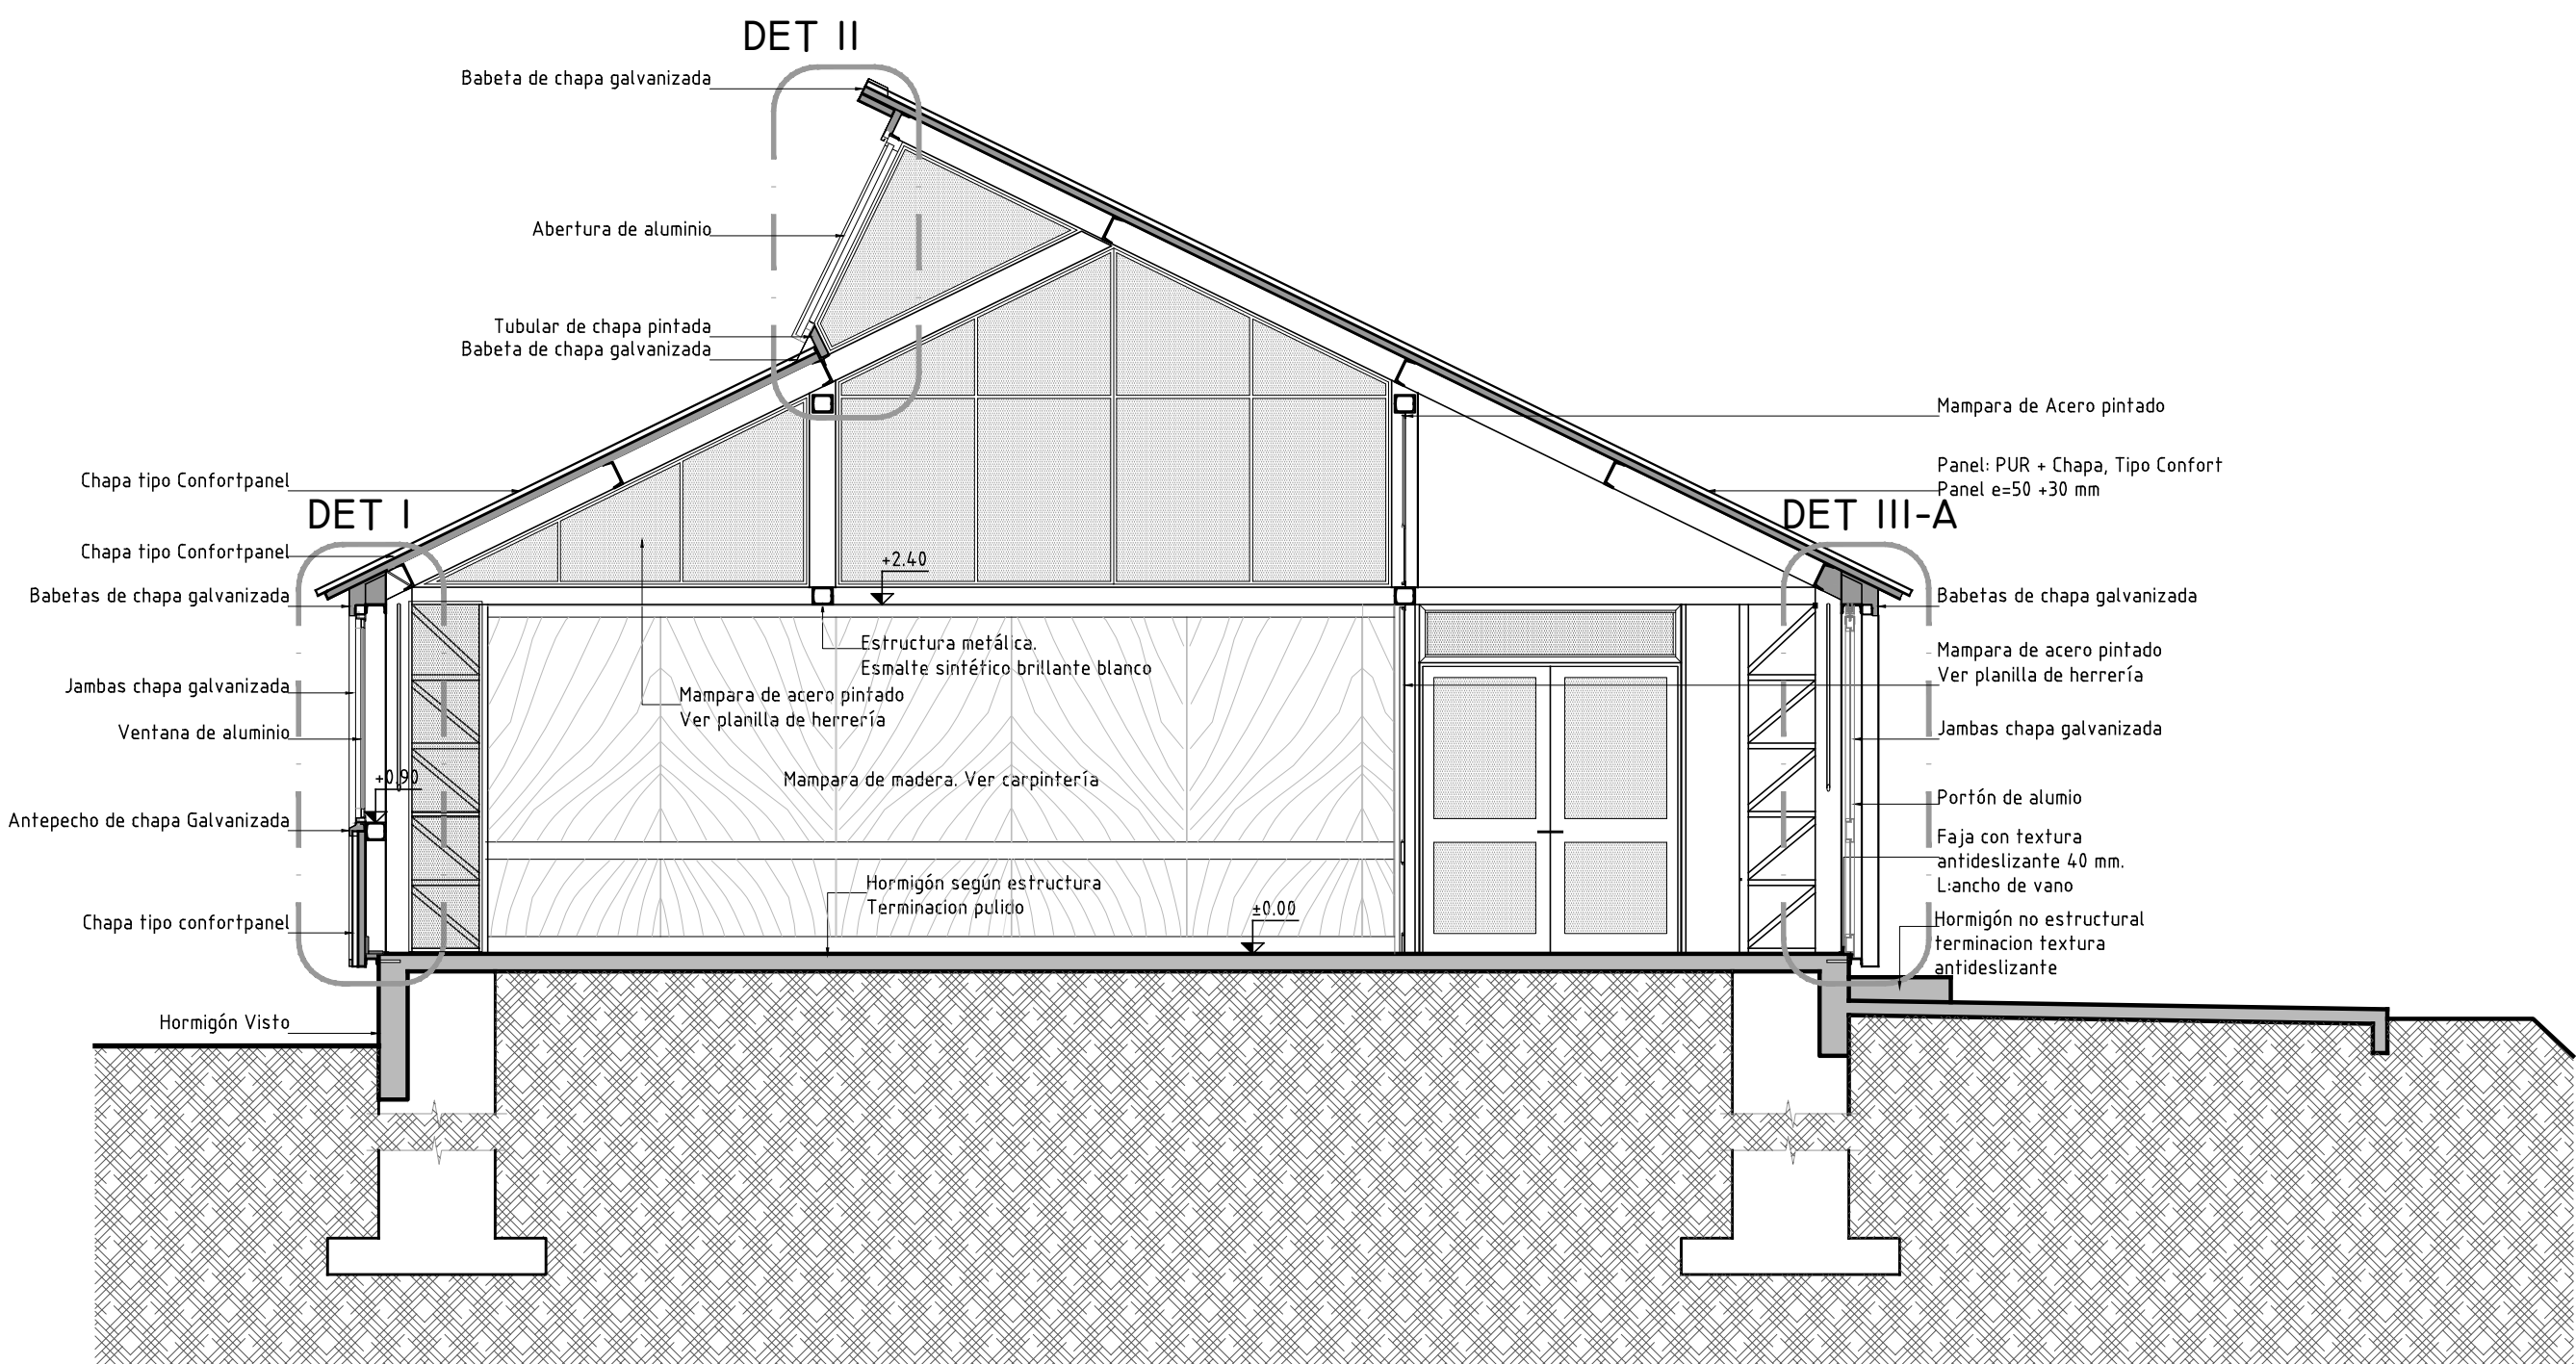 DET II
Babeta de chapa galvanizada
Abertura de aluminio
Tubular de chapa pintada
Babeta de chapa galvanizada
Chapa tipo Confortpanel
DET I
Chapa tipo Confortpanel
Babetas de chapa galvanizada
Jambas chapa galvanizada
Ventana de aluminio
+0.90
Antepecho de chapa Galvanizada
Chapa tipo confortpanel
Hormigón Visto
+2.40
Estructura metálica.
Esmalte sintético brillante blanco
Mampara de acero pintado
Ver planilla de herrería
Mampara de madera. Ver carpintería
Hormigón según estructura
Terminacion pulido
±0.00
Mampara de Acero pintado
Panel: PUR + Chapa, Tipo Confort
Panel e=50 +30 mm
DET III-A
Babetas de chapa galvanizada
Mampara de acero pintado
Ver planilla de herrería
Jambas chapa galvanizada
Portón de alumio
Faja con textura
antideslizante 40 mm.
L:ancho de vano
Hormigón no estructural
terminacion textura
antideslizante